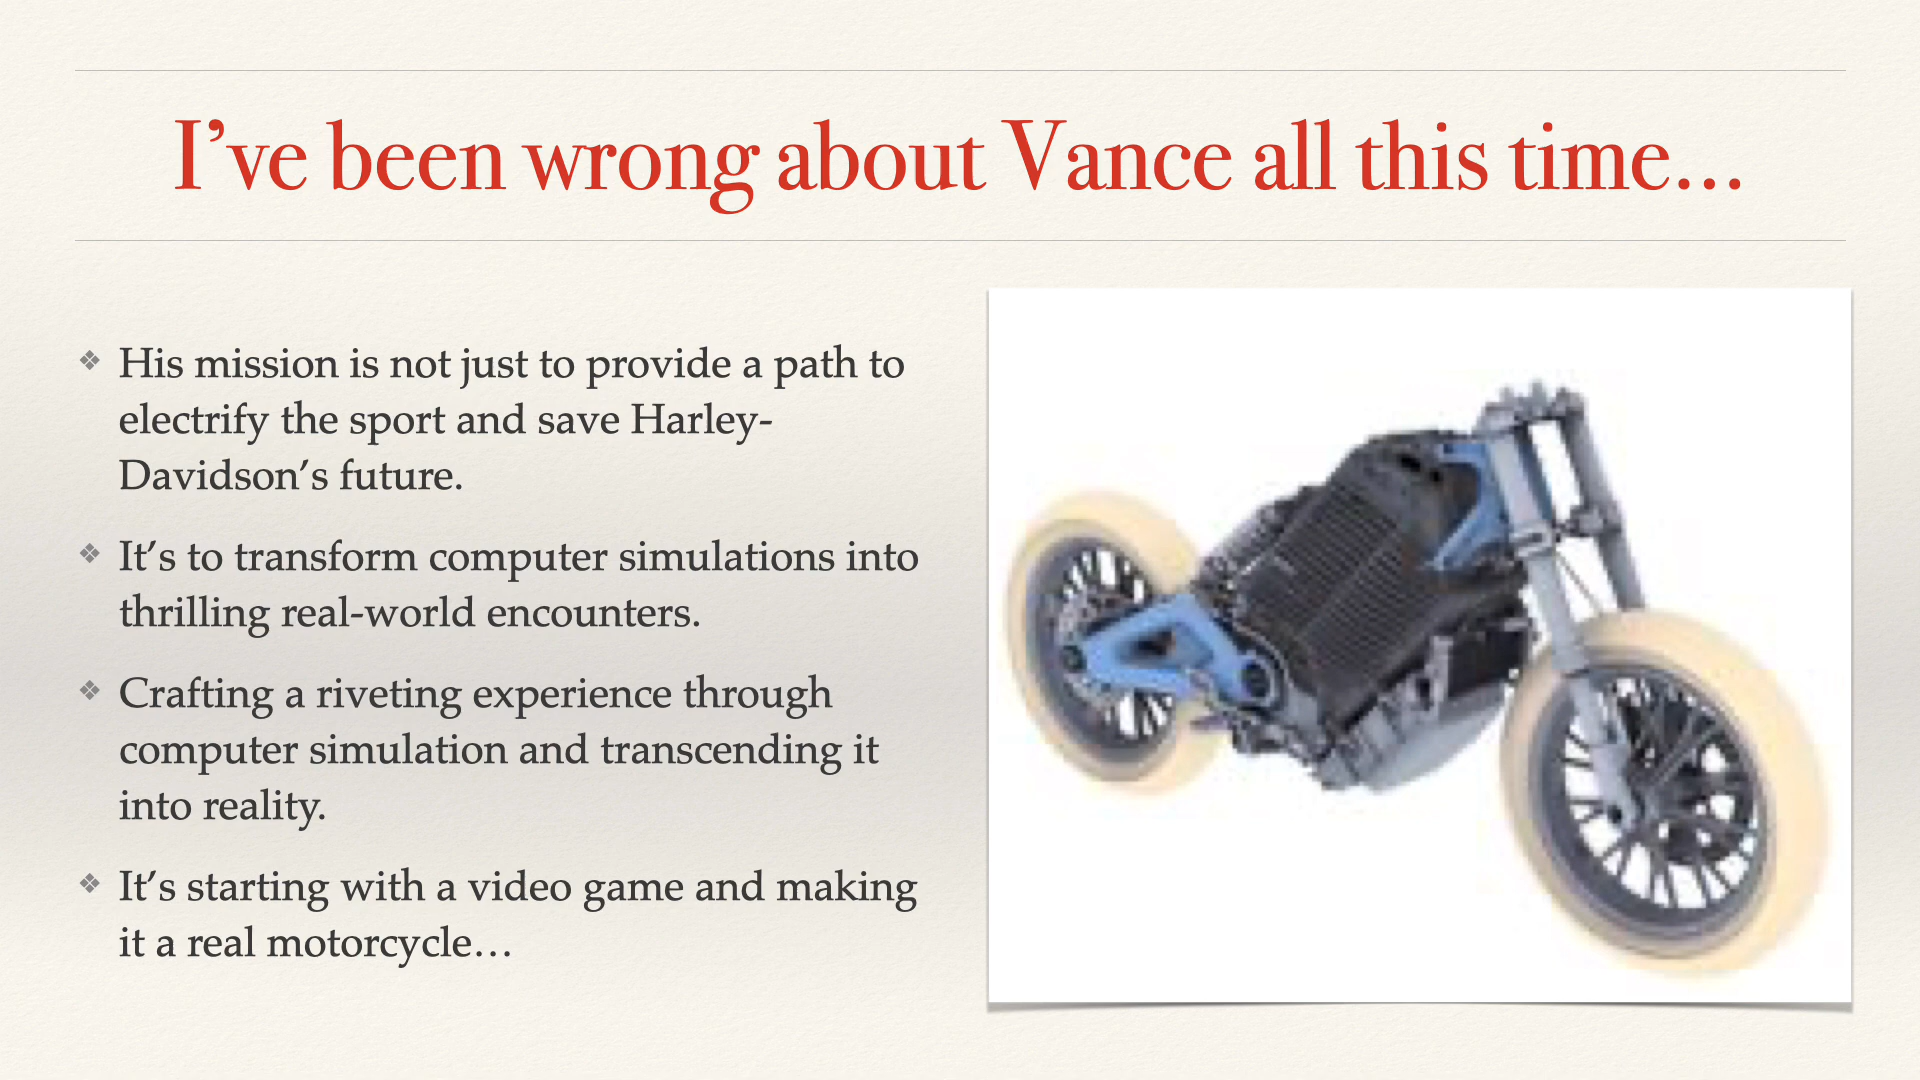 I’ve been wrong about Vance all this time…
❖ His mission is not just to provide a path to
electrify the sport and save Harley-
Davidson’s future.
❖ It’s to transform computer simulations into
thrilling real-world encounters.
❖ Crafting a riveting experience through
computer simulation and transcending it
into reality.
❖ It’s starting with a video game and making
it a real motorcycle…